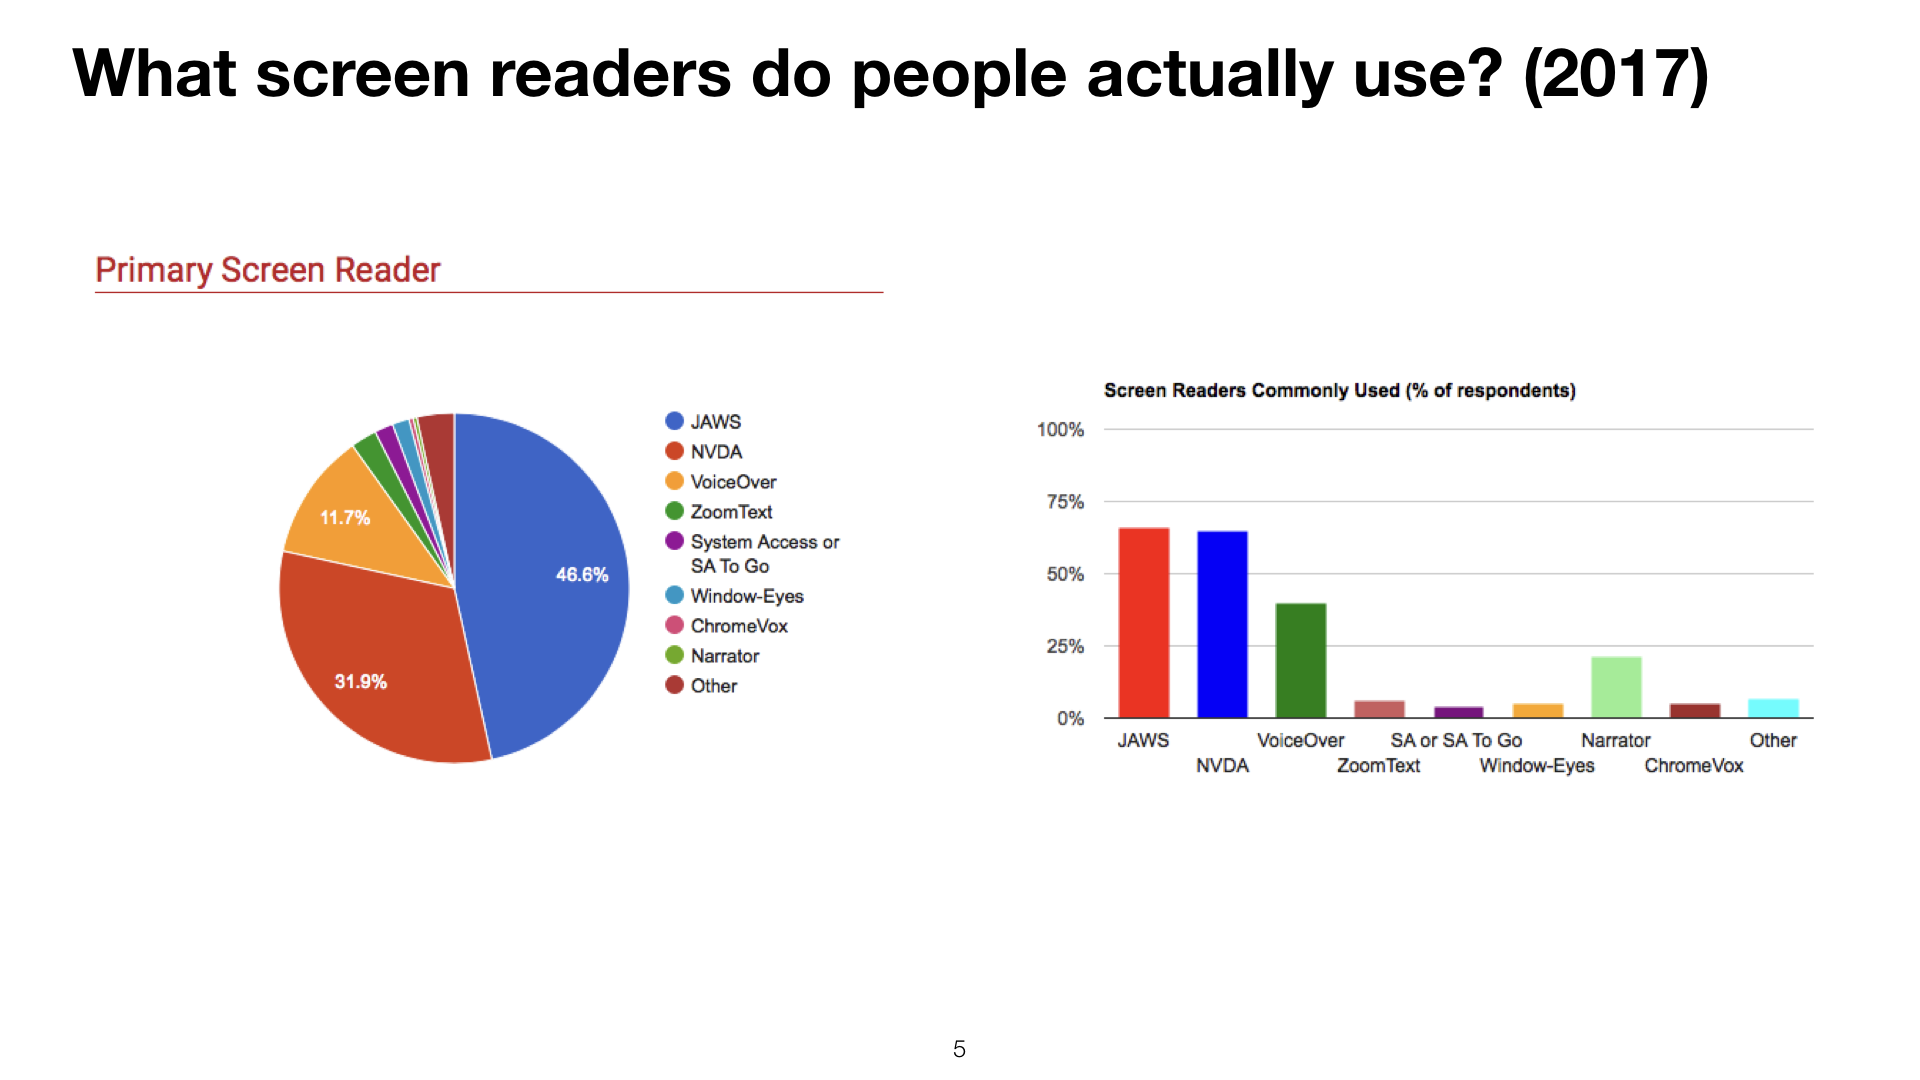 What screen readers do people actually use? (2017)
Primary Screen Reader
46.6%
31.9%
11.7%
JAWS
NVDA
VoiceOver
ZoomText
System Access or
SA To Go
Window-Eyes
ChromeVox
Narrator
Other
Screen Readers Commonly Used (% of respondents)
100%
75%
50%
25%
0%
JAWS
NVDA
VoiceOver
ZoomText
SA or SA To Go
Window-Eyes
Narrator
ChromeVox
Other
5